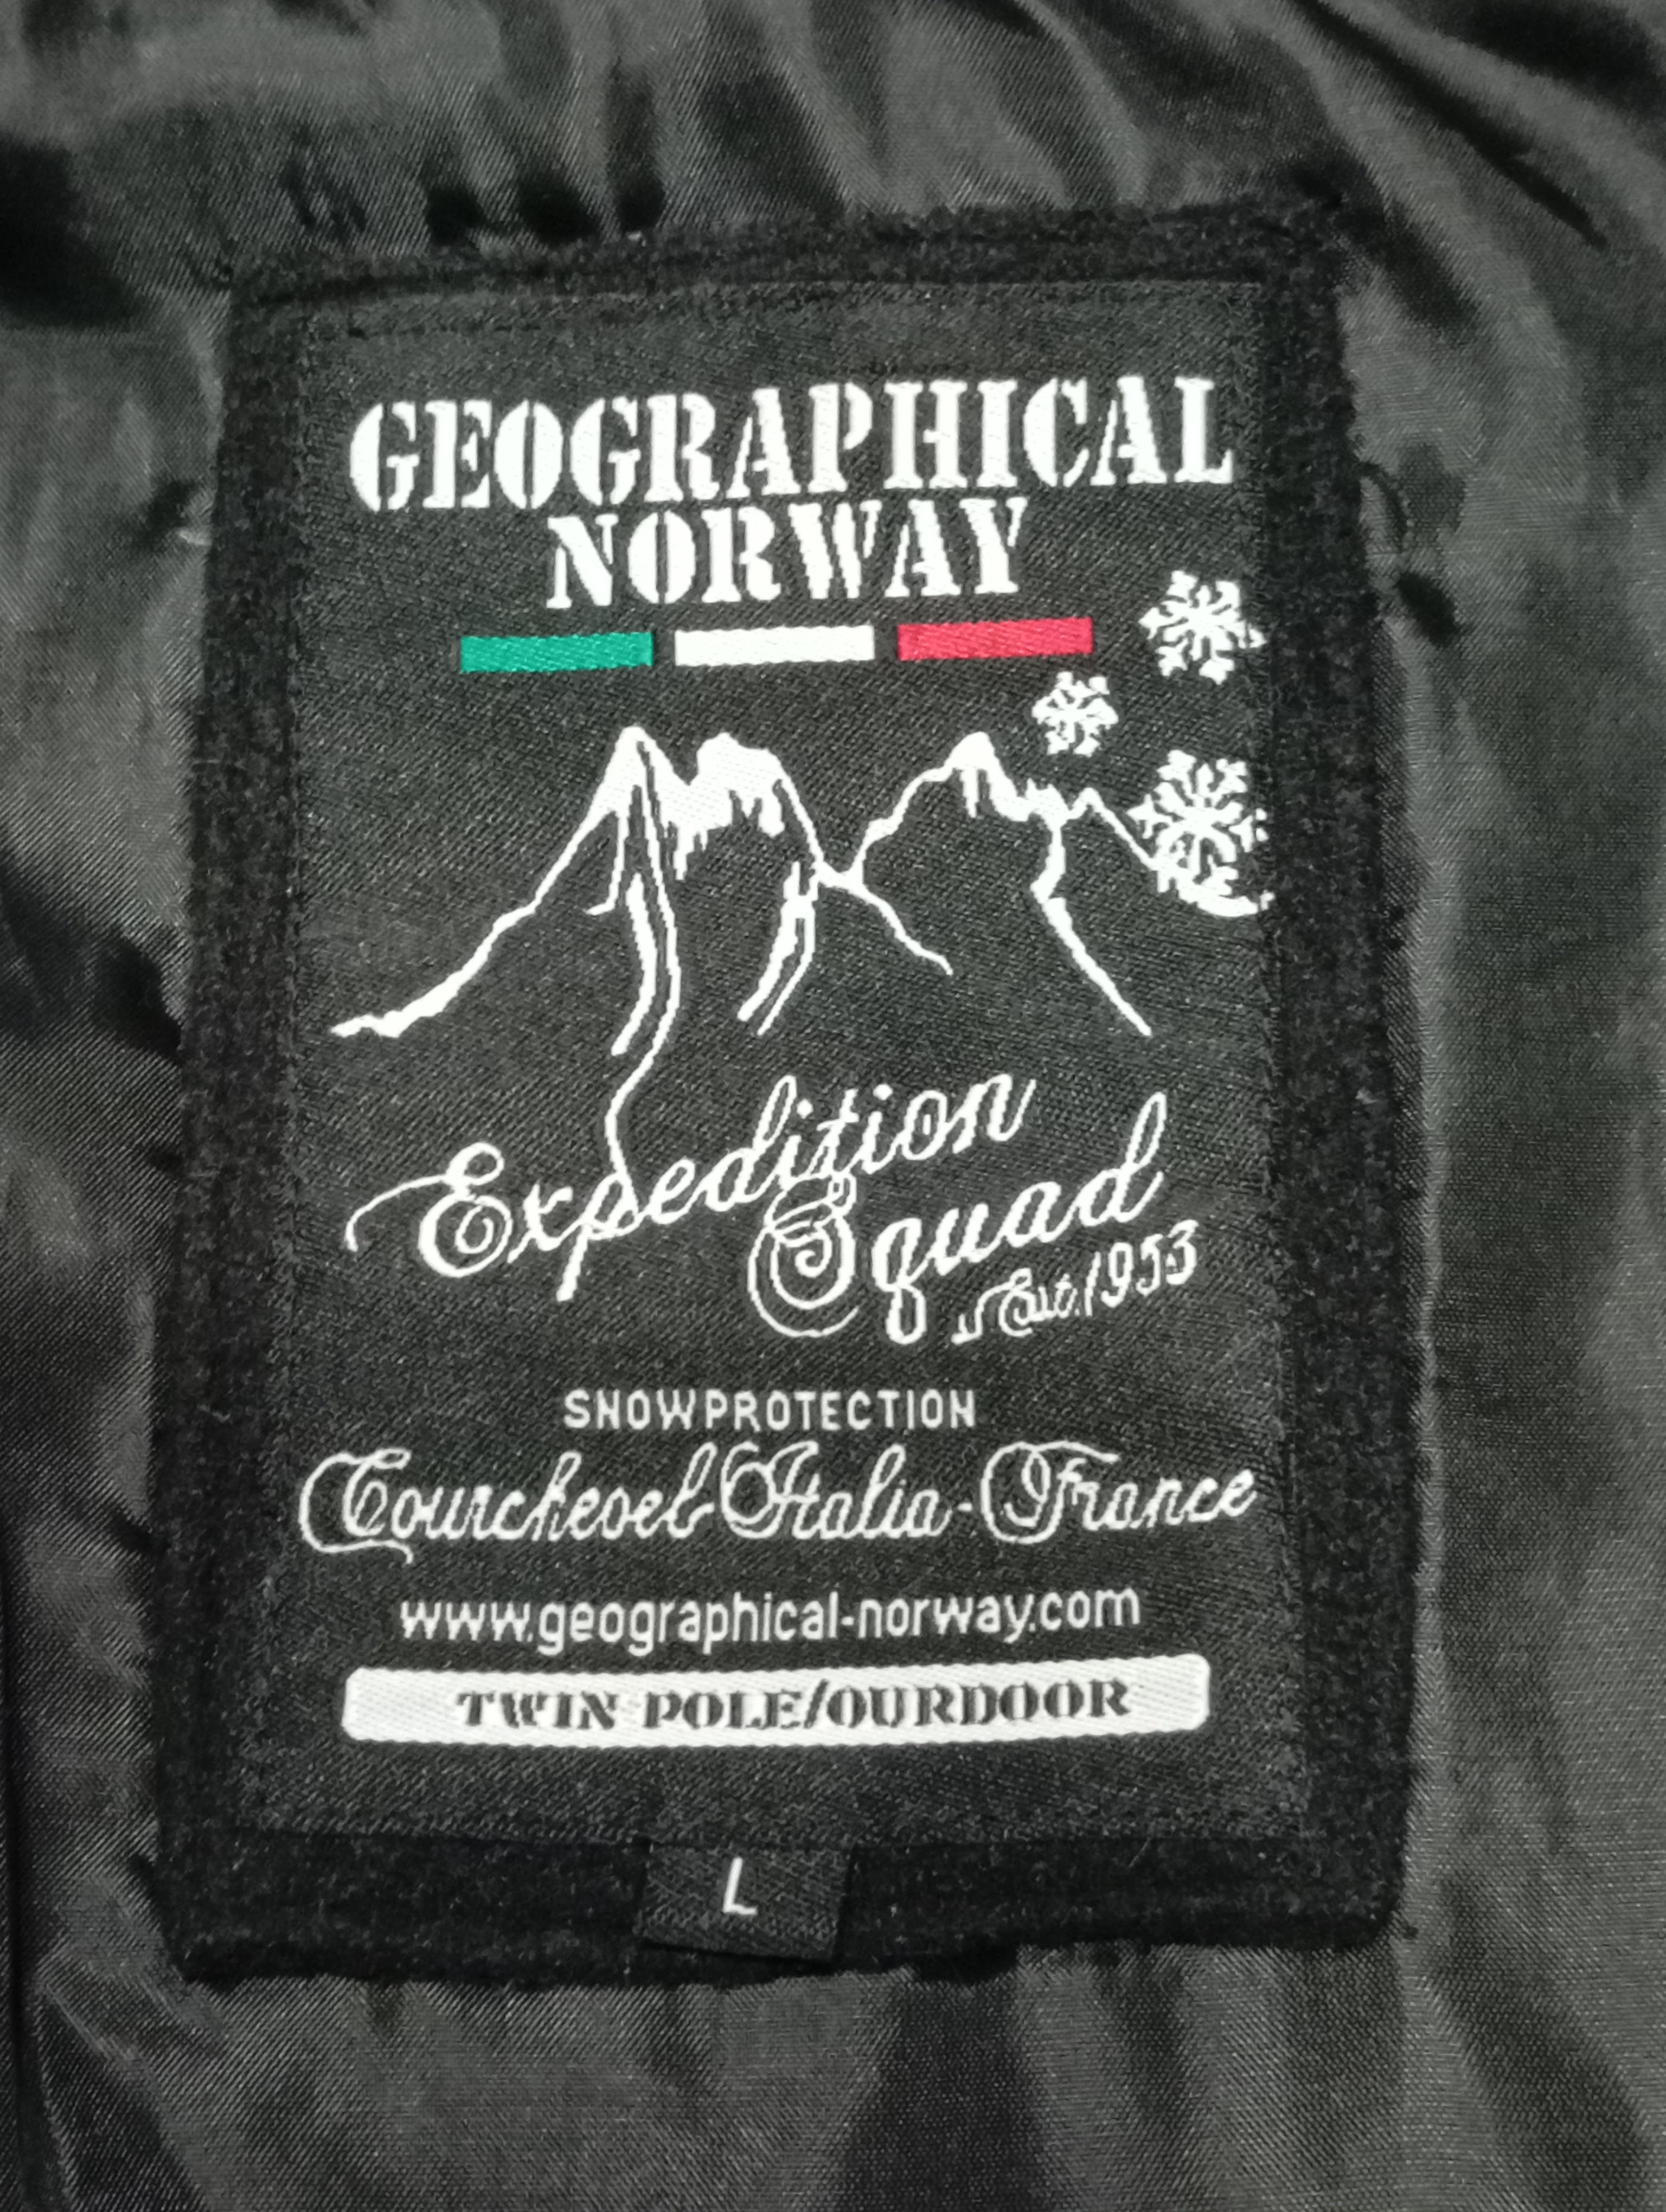 GEOGRAPHICAL
NORWAY
Expedition
Squad
Est. 1953
SNOWPROTECTION
Courchevel-Italia-France
www.geographical-norway.com
TWIN POLE/OURDOOR
L